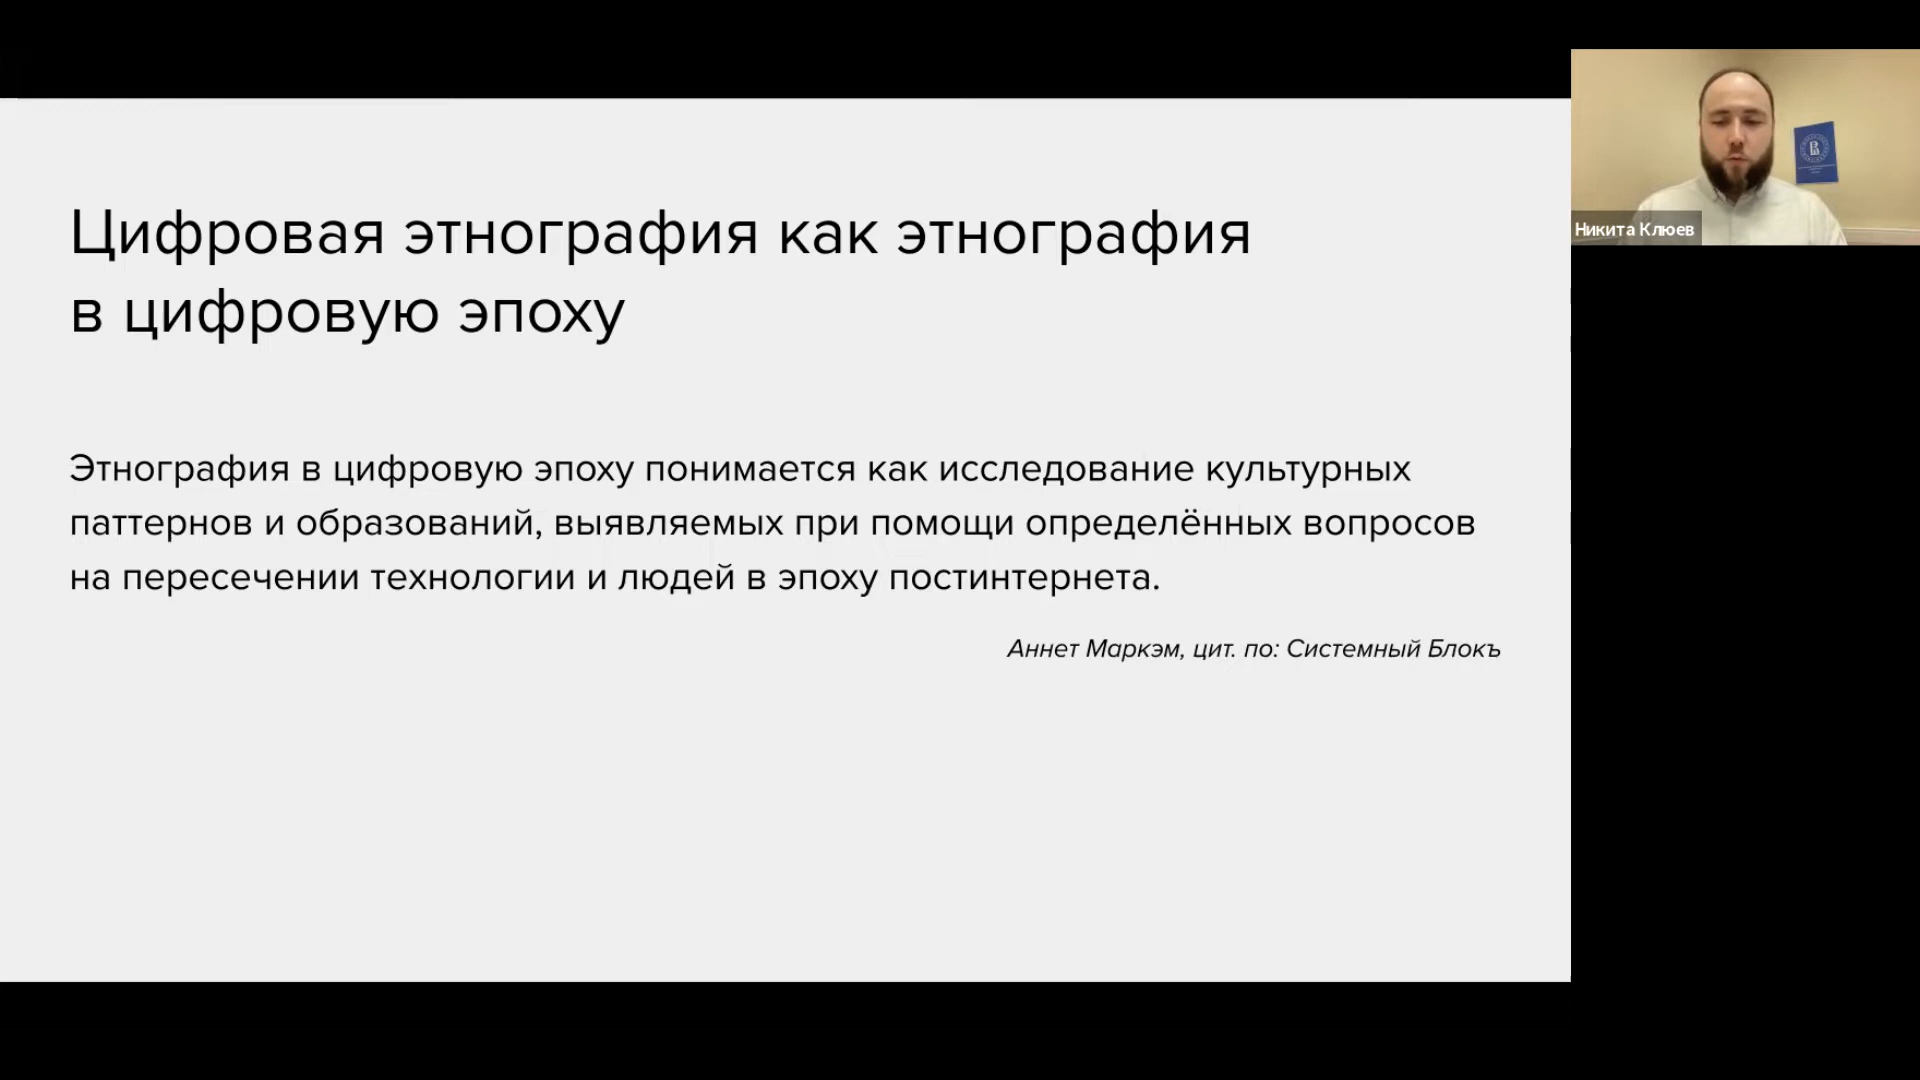 Цифровая этнография как этнография
в цифровую эпоху
Этнография в цифровую эпоху понимается как исследование культурных
паттернов и образований, выявляемых при помощи определённых вопросов
на пересечении технологии и людей в эпоху постинтернета.
Аннет Маркэм, цит. по: Системный Блокъ
Никита Клюев